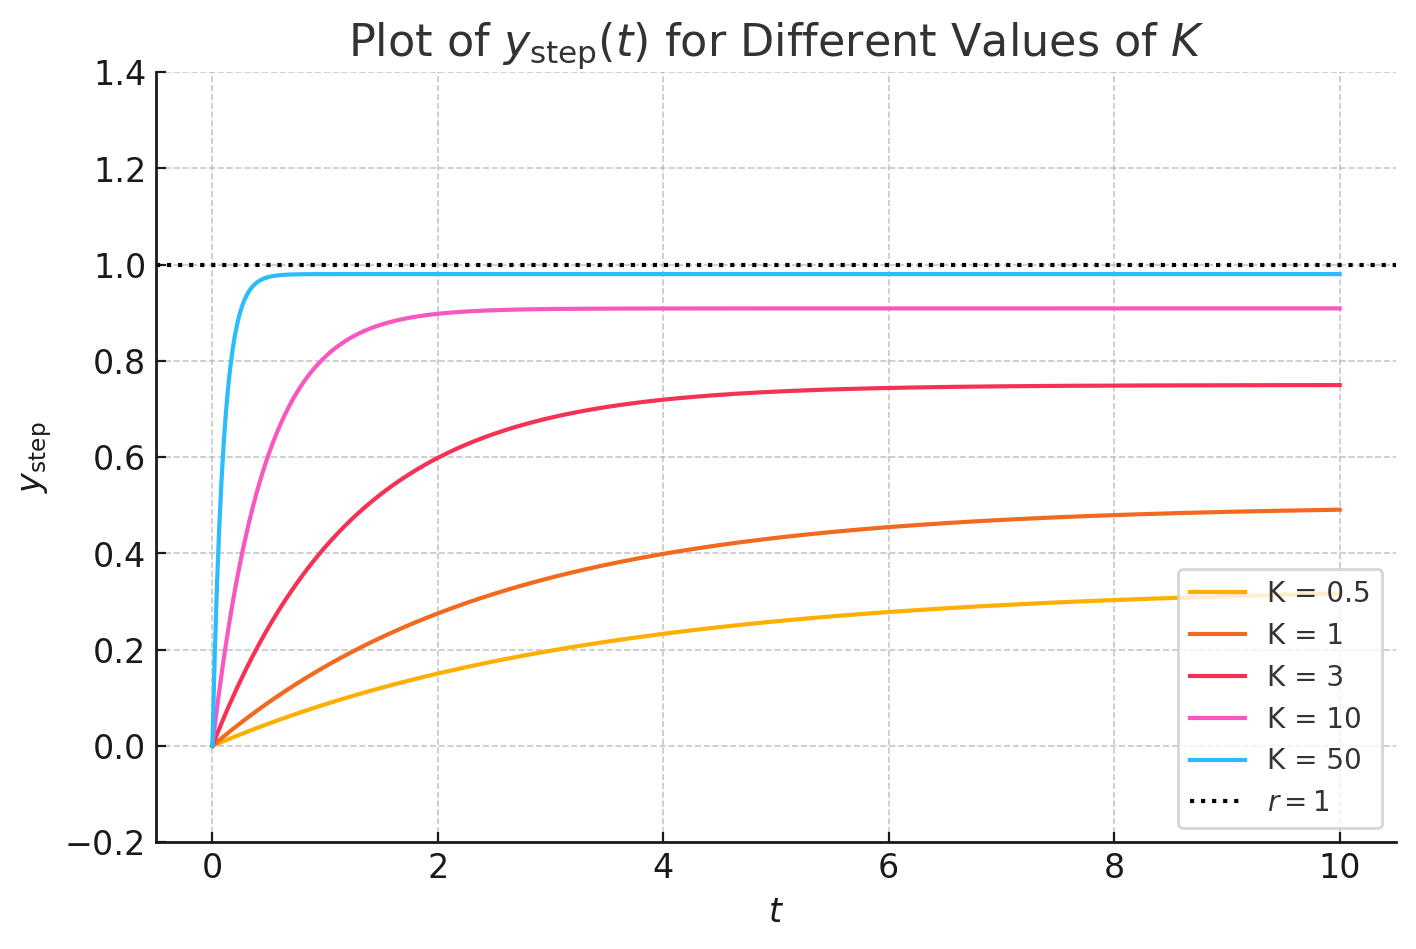 Plot of y_step(t) for Different Values of K
1.4
1.2
1.0
0.8
0.6
0.4
0.2
0.0
−0.2
y_step
0 2 4 6 8 10
t
K = 0.5
K = 1
K = 3
K = 10
K = 50
r = 1